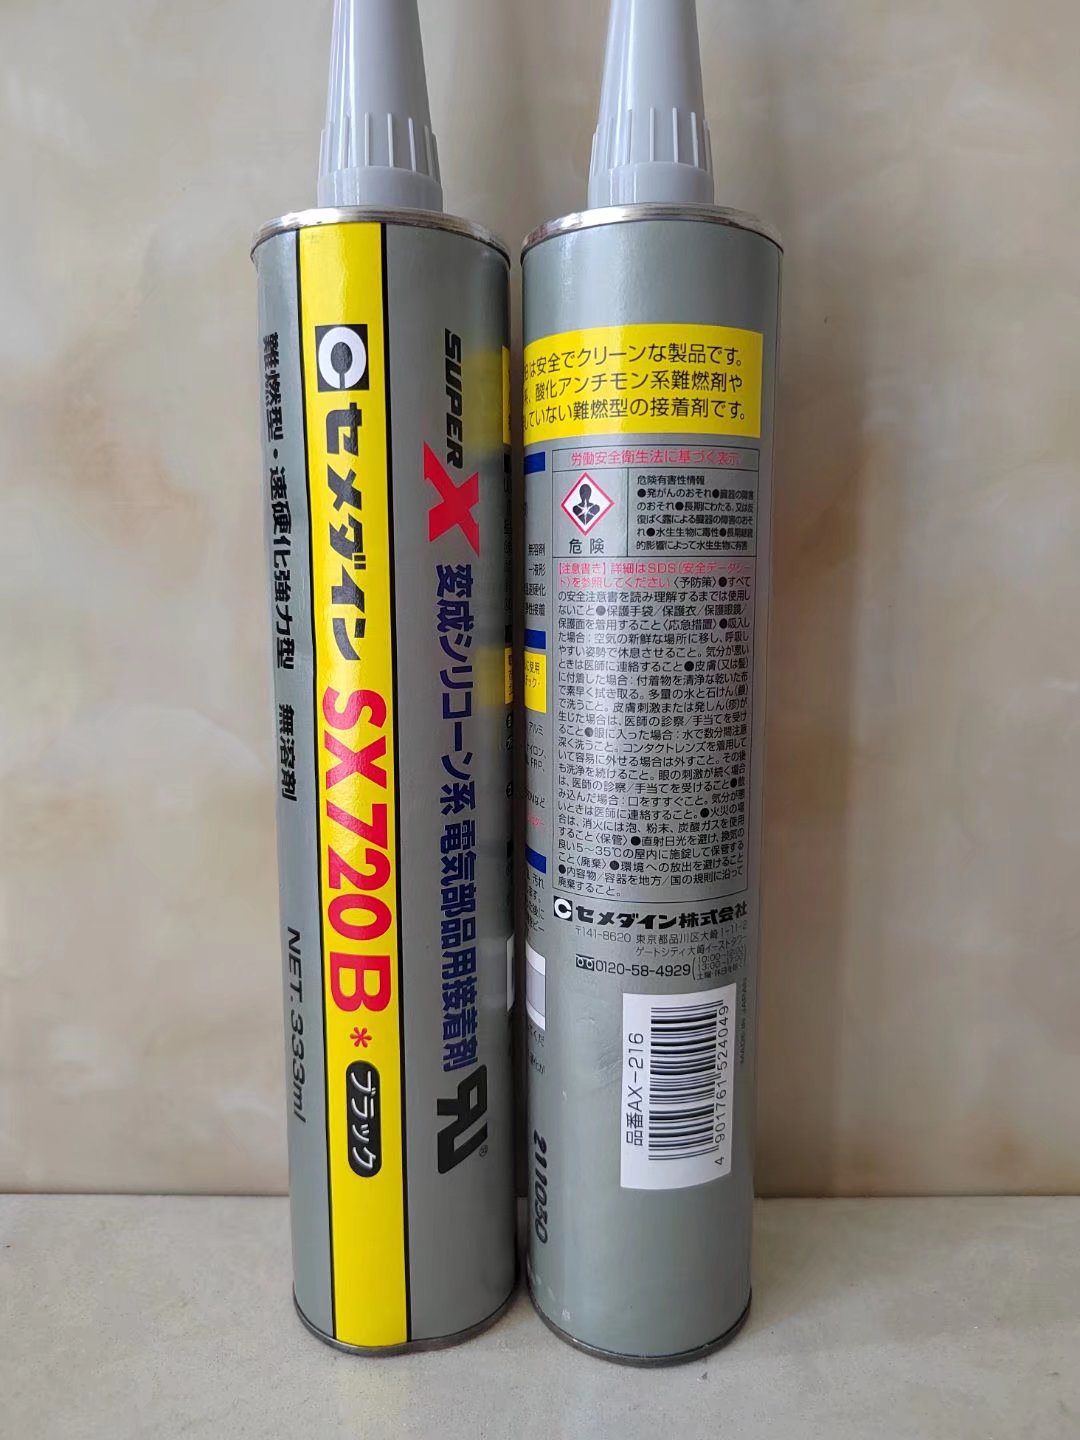 難燃型・速硬化強力型 無溶剤
NET. 333ml
C セメダイン SX720B*
ブラック
SUPER X
変成シリコーン系 電気部品用接着剤
®
は安全でクリーンな製品です。
酸化アンチモン系難燃剤や
していない難燃型の接着剤です。
労働安全衛生法に基づく表示
危険
危険有害性情報
●発がんのおそれ●臓器の障害
のおそれ●長期にわたる、又は反
復ばく露による臓器の障害のおそ
れ●水生生物に毒性●長期継続
的影響によって水生生物に有害
【注意書き】詳細はSDS(安全データシー
ト)を参照してください〈予防策〉●すべて
の安全注意書を読み理解するまでは使用し
ないこと●保護手袋/保護衣/保護眼鏡/
保護面を着用すること〈応急措置〉●吸入し
た場合：空気の新鮮な場所に移し、呼吸し
やすい姿勢で休息させること。気分が悪い
ときは医師に連絡すること●皮膚(又は髪)
に付着した場合：付着物を清浄な乾いた布
で素早く拭き取る。多量の水と石けん(鹸)
で洗うこと。皮膚刺激または発しん(疹)が
生じた場合は、医師の診察/手当てを受け
ること●眼に入った場合：水で数分間注意
深く洗うこと。コンタクトレンズを着用して
いて容易に外せる場合は外すこと。その後
も洗浄を続けること。眼の刺激が続く場合
は、医師の診察/手当てを受けること●飲
み込んだ場合：口をすすぐこと。気分が悪
いときは医師に連絡すること。●火災の場
合は、消火には泡、粉末、炭酸ガスを使用
すること〈保管〉●直射日光を避け、換気の
良い5～35℃の屋内に施錠して保管する
こと〈廃棄〉●環境への放出を避けること
●内容物/容器を地方/国の規則に沿って
廃棄すること。
C セメダイン株式会社
〒141-8620 東京都品川区大崎1-11-2
ゲートシティ大崎イーストタワー
0120-58-4929
MADE IN JAPAN
品番AX-216
4 901761 524049
211030
無溶剤
一液形